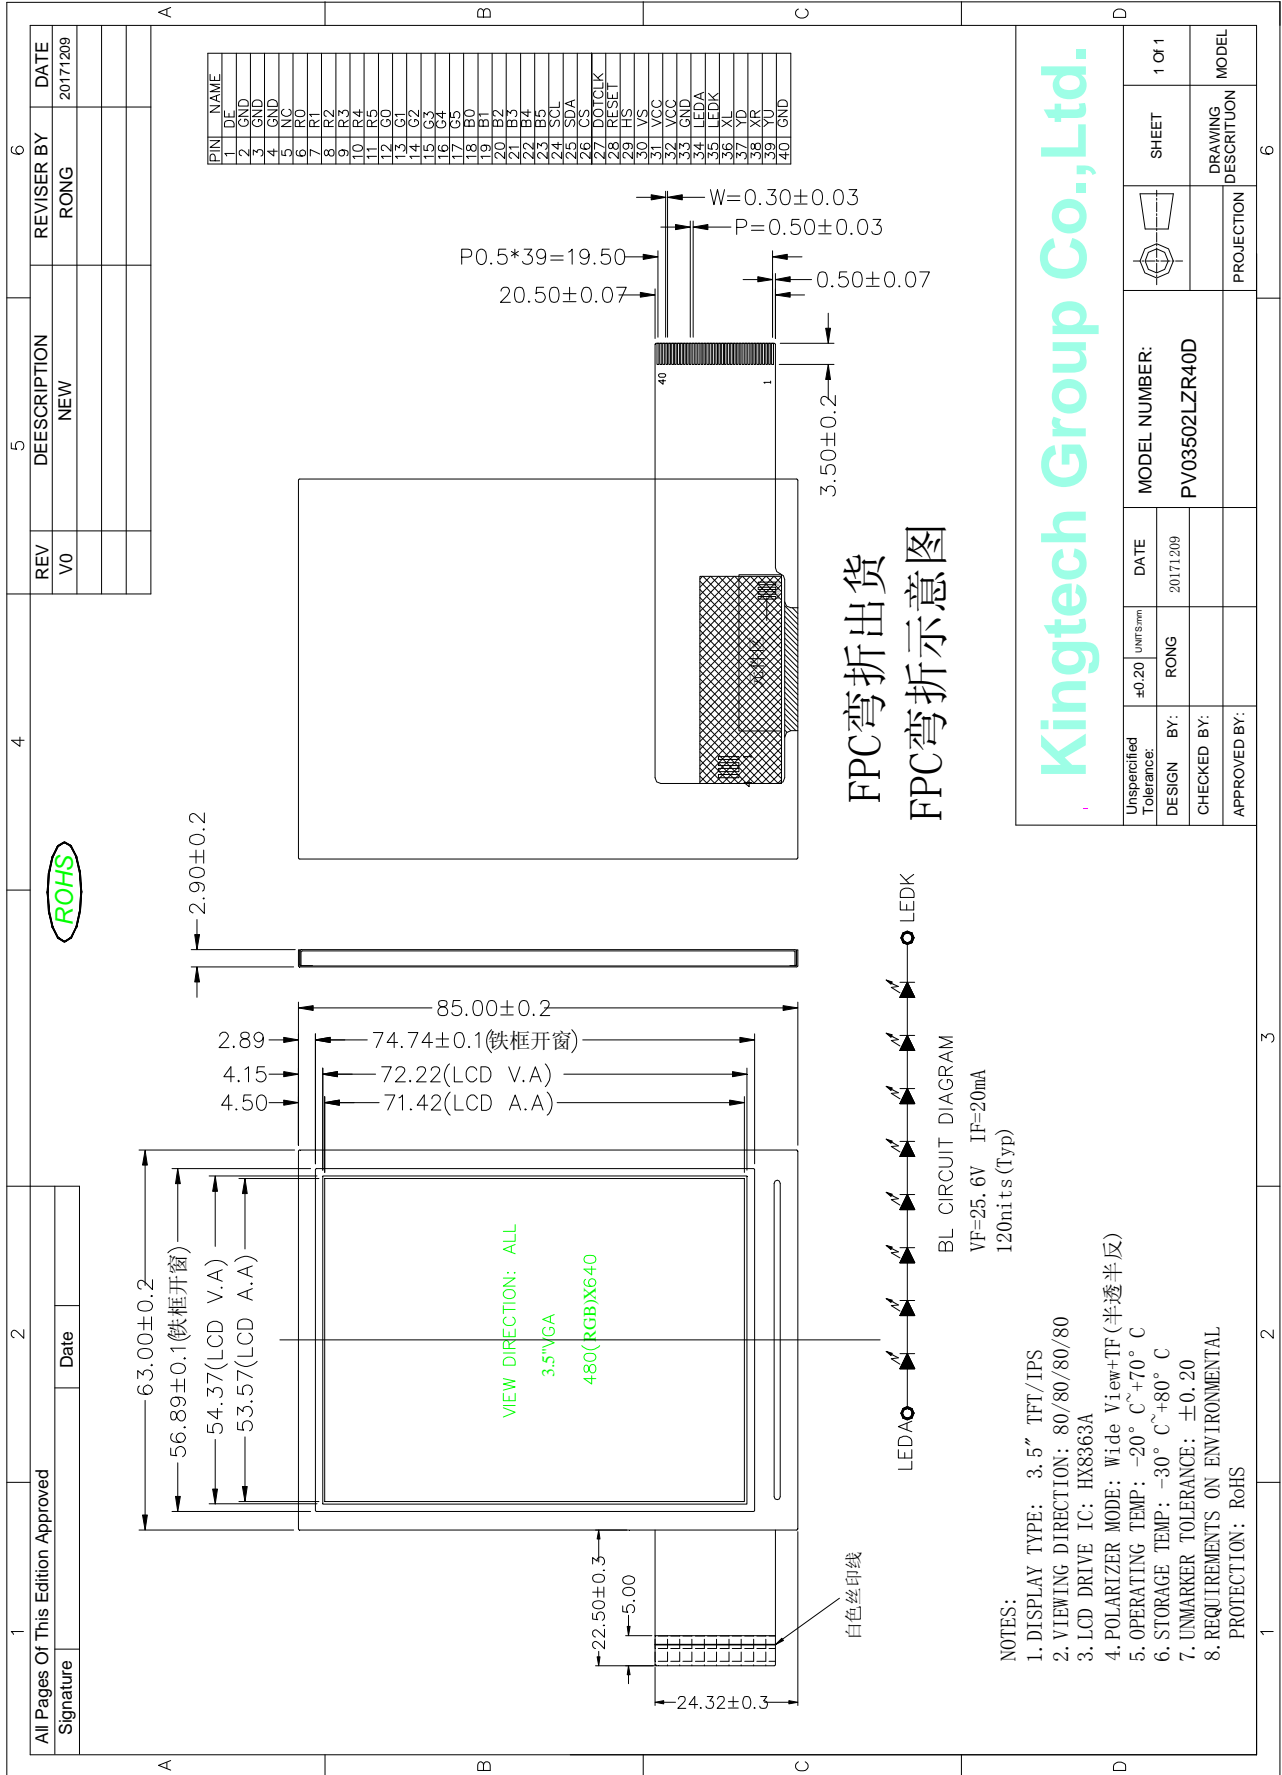 1
2
3
4
5
6
All Pages Of This Edition Approved
Signature
Date
ROHS
REV
DEESCRIPTION
REVISER BY
DATE
V0
NEW
RONG
20171209
A
B
C
D
A
B
C
D
PIN NAME
1 DE
2 GND
3 GND
4 GND
5 NC
6 R0
7 R1
8 R2
9 R3
10 R4
11 R5
12 G0
13 G1
14 G2
15 G3
16 G4
17 G5
18 B0
19 B1
20 B2
21 B3
22 B4
23 B5
24 SCL
25 SDA
26 CS
27 DOTCLK
28 RESET
29 HS
30 VS
31 VCC
32 VCC
33 GND
34 LEDA
35 LEDK
36 XL
37 YD
38 XR
39 YU
40 GND
63.00±0.2
56.89±0.1(铁框开窗)
54.37(LCD V.A)
53.57(LCD A.A)
2.89
4.15
4.50
85.00±0.2
74.74±0.1(铁框开窗)
72.22(LCD V.A)
71.42(LCD A.A)
2.90±0.2
VIEW DIRECTION: ALL
3.5"VGA
480(RGB)X640
22.50±0.3
5.00
24.32±0.3
白色丝印线
W=0.30±0.03
P=0.50±0.03
P0.5*39=19.50
20.50±0.07
0.50±0.07
3.50±0.2
40
1
FPC弯折出货
FPC弯折示意图
LEDA
LEDK
BL CIRCUIT DIAGRAM
VF=25.6V IF=20mA
120nits(Typ)
NOTES:
1. DISPLAY TYPE: 3.5" TFT/IPS
2. VIEWING DIRECTION: 80/80/80/80
3. LCD DRIVE IC: HX8363A
4. POLARIZER MODE: Wide View+TF(半透半反)
5. OPERATING TEMP: -20° C~+70° C
6. STORAGE TEMP: -30° C~+80° C
7. UNMARKER TOLERANCE: ±0.20
8. REQUIREMENTS ON ENVIRONMENTAL
PROTECTION: RoHS
Kingtech Group Co.,Ltd.
Unspercified
Tolerance:
±0.20
UNITS:mm
DATE
MODEL NUMBER:
SHEET
1 Of 1
DESIGN BY:
RONG
20171209
PV03502LZR40D
CHECKED BY:
DRAWING
DESCRITUON
MODEL
APPROVED BY:
PROJECTION
1
2
3
6